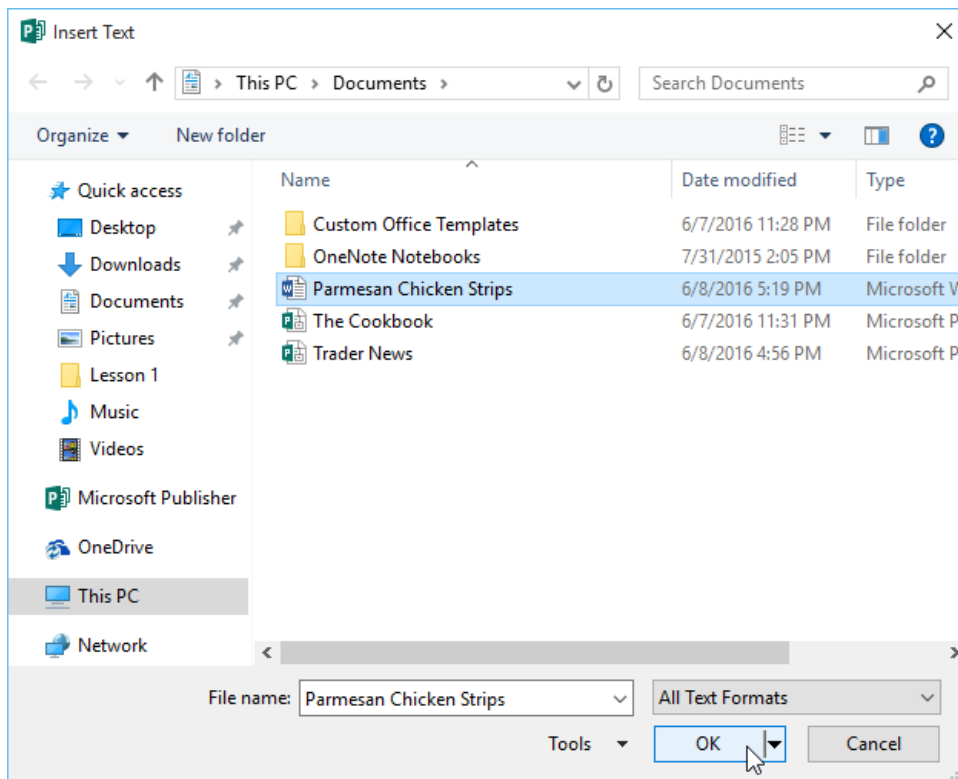 Insert Text
This PC > Documents >
Search Documents
Organize
New folder
Name
Date modified
Type
Quick access
Desktop
Downloads
Documents
Pictures
Lesson 1
Music
Videos
Microsoft Publisher
OneDrive
This PC
Network
Custom Office Templates 6/7/2016 11:28 PM File folder
OneNote Notebooks 7/31/2015 2:05 PM File folder
Parmesan Chicken Strips 6/8/2016 5:19 PM Microsoft W
The Cookbook 6/7/2016 11:31 PM Microsoft P
Trader News 6/8/2016 4:56 PM Microsoft P
File name: Parmesan Chicken Strips
All Text Formats
Tools
OK
Cancel